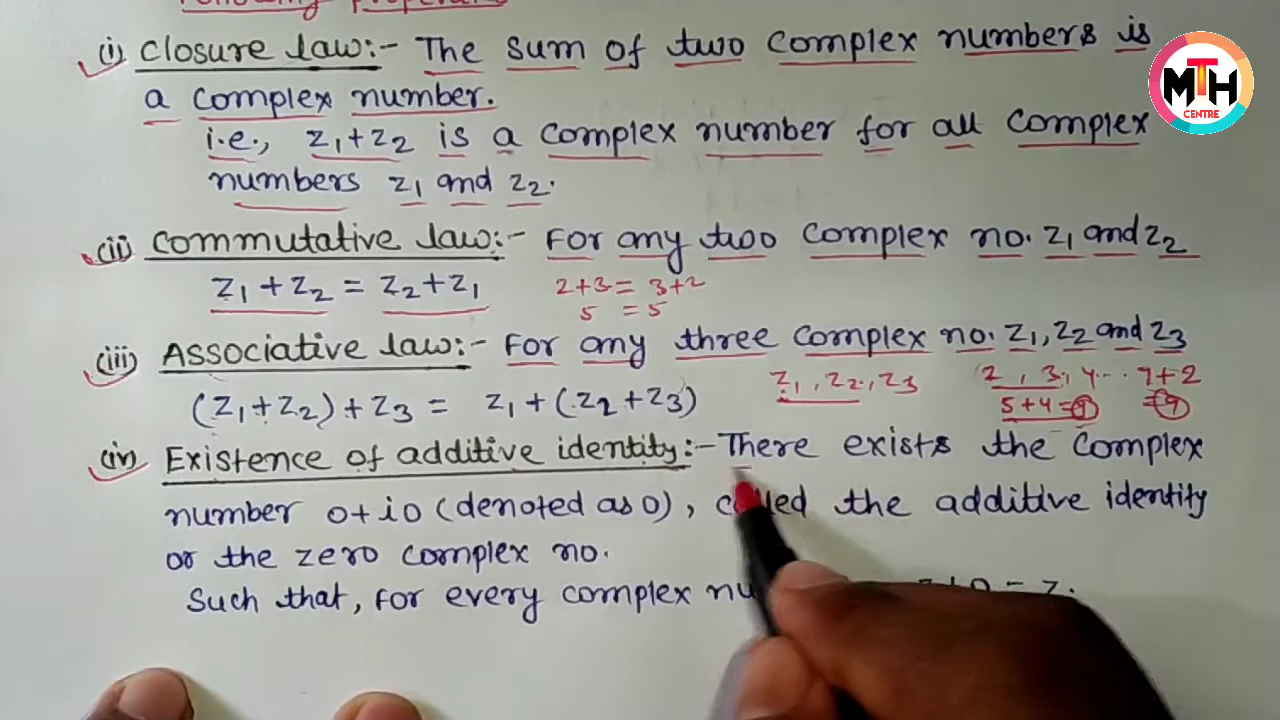 Following Propert
(i) Closure law:- The sum of two complex numbers is
a complex number.
i.e., z1+z2 is a complex number for all complex
numbers z1 and z2.
(ii) Commutative law:- For any two complex no. z1 and z2
z1+z2 = z2+z1
2+3 = 3+2
5 = 5
(iii) Associative law:- For any three complex no. z1, z2 and z3
(z1+z2)+z3 = z1+(z2+z3)
z1, z2, z3
2, 3, 4... 7+2
5+4=9 =9
(iv) Existence of additive identity:- There exists the complex
number 0+i0 (denoted as 0), called the additive identity
or the zero complex no.
Such that, for every complex = z.
MTH
CENTRE